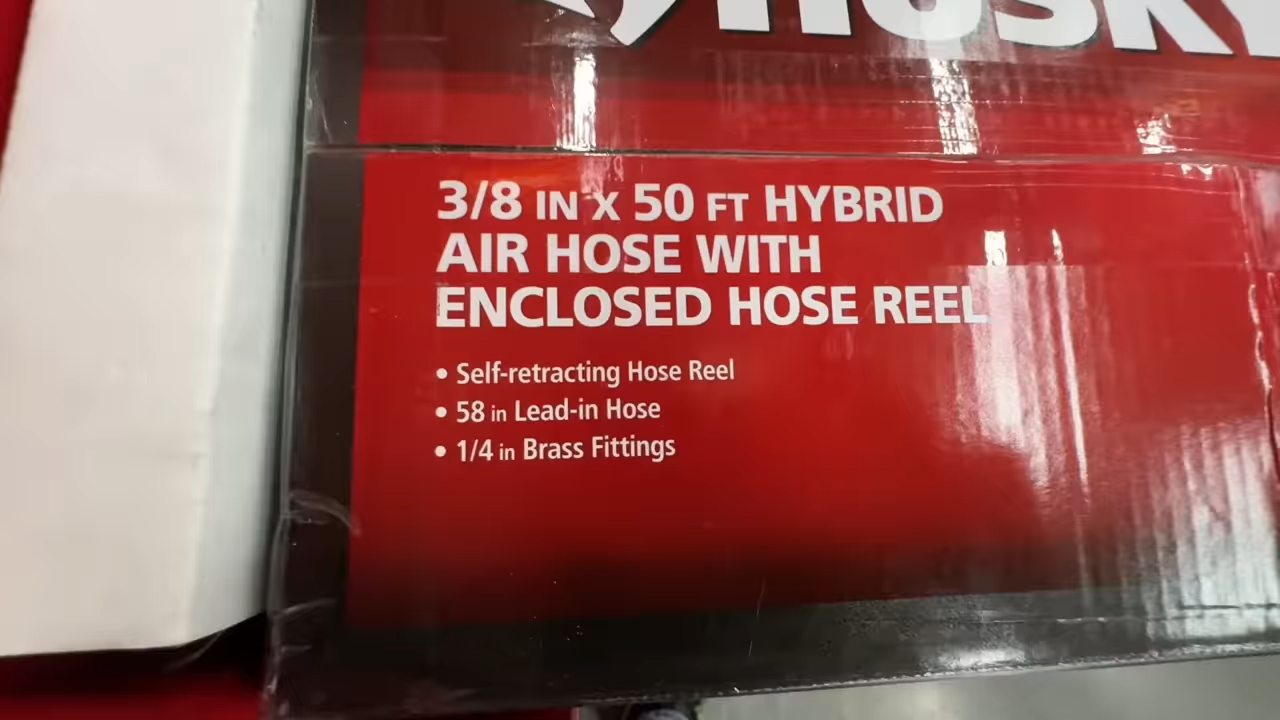 HUSKY
3/8 IN X 50 FT HYBRID
AIR HOSE WITH
ENCLOSED HOSE REEL
• Self-retracting Hose Reel
• 58 in Lead-in Hose
• 1/4 in Brass Fittings